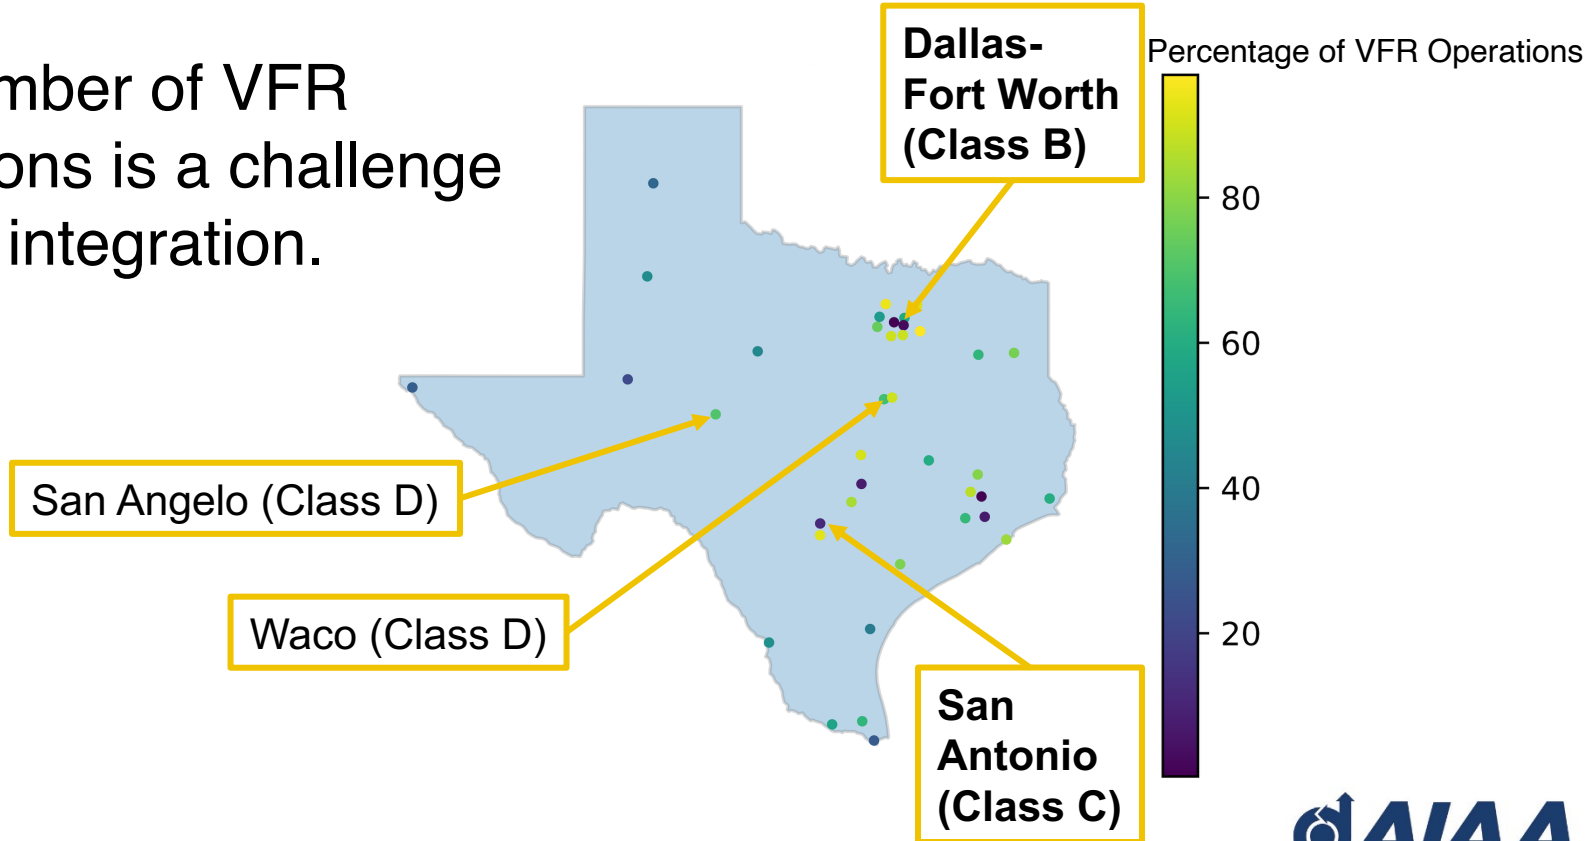 mber of VFR
ons is a challenge
integration.
Dallas-
Fort Worth
(Class B)
Percentage of VFR Operations
80
60
40
20
San Angelo (Class D)
Waco (Class D)
San
Antonio
(Class C)
AIAA